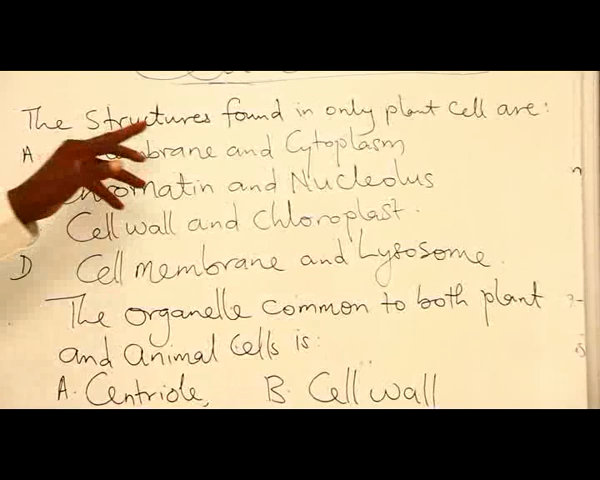 The Structures found in only plant Cell are:
A. brane and Cytoplasm
Chromatin and Nucleolus
Cell wall and Chloroplast.
D Cell membrane and Lysosome.
The organelle common to both plant
and animal Cells is:
A. Centriole, B. Cell wall